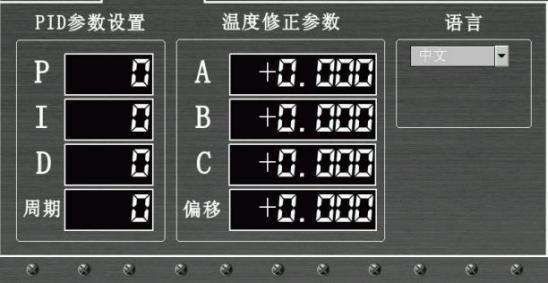 PID参数设置 温度修正参数 语言
P 0 A +0.000 中文
I 0 B +0.000
D 0 C +0.000
周期 0 偏移 +0.000